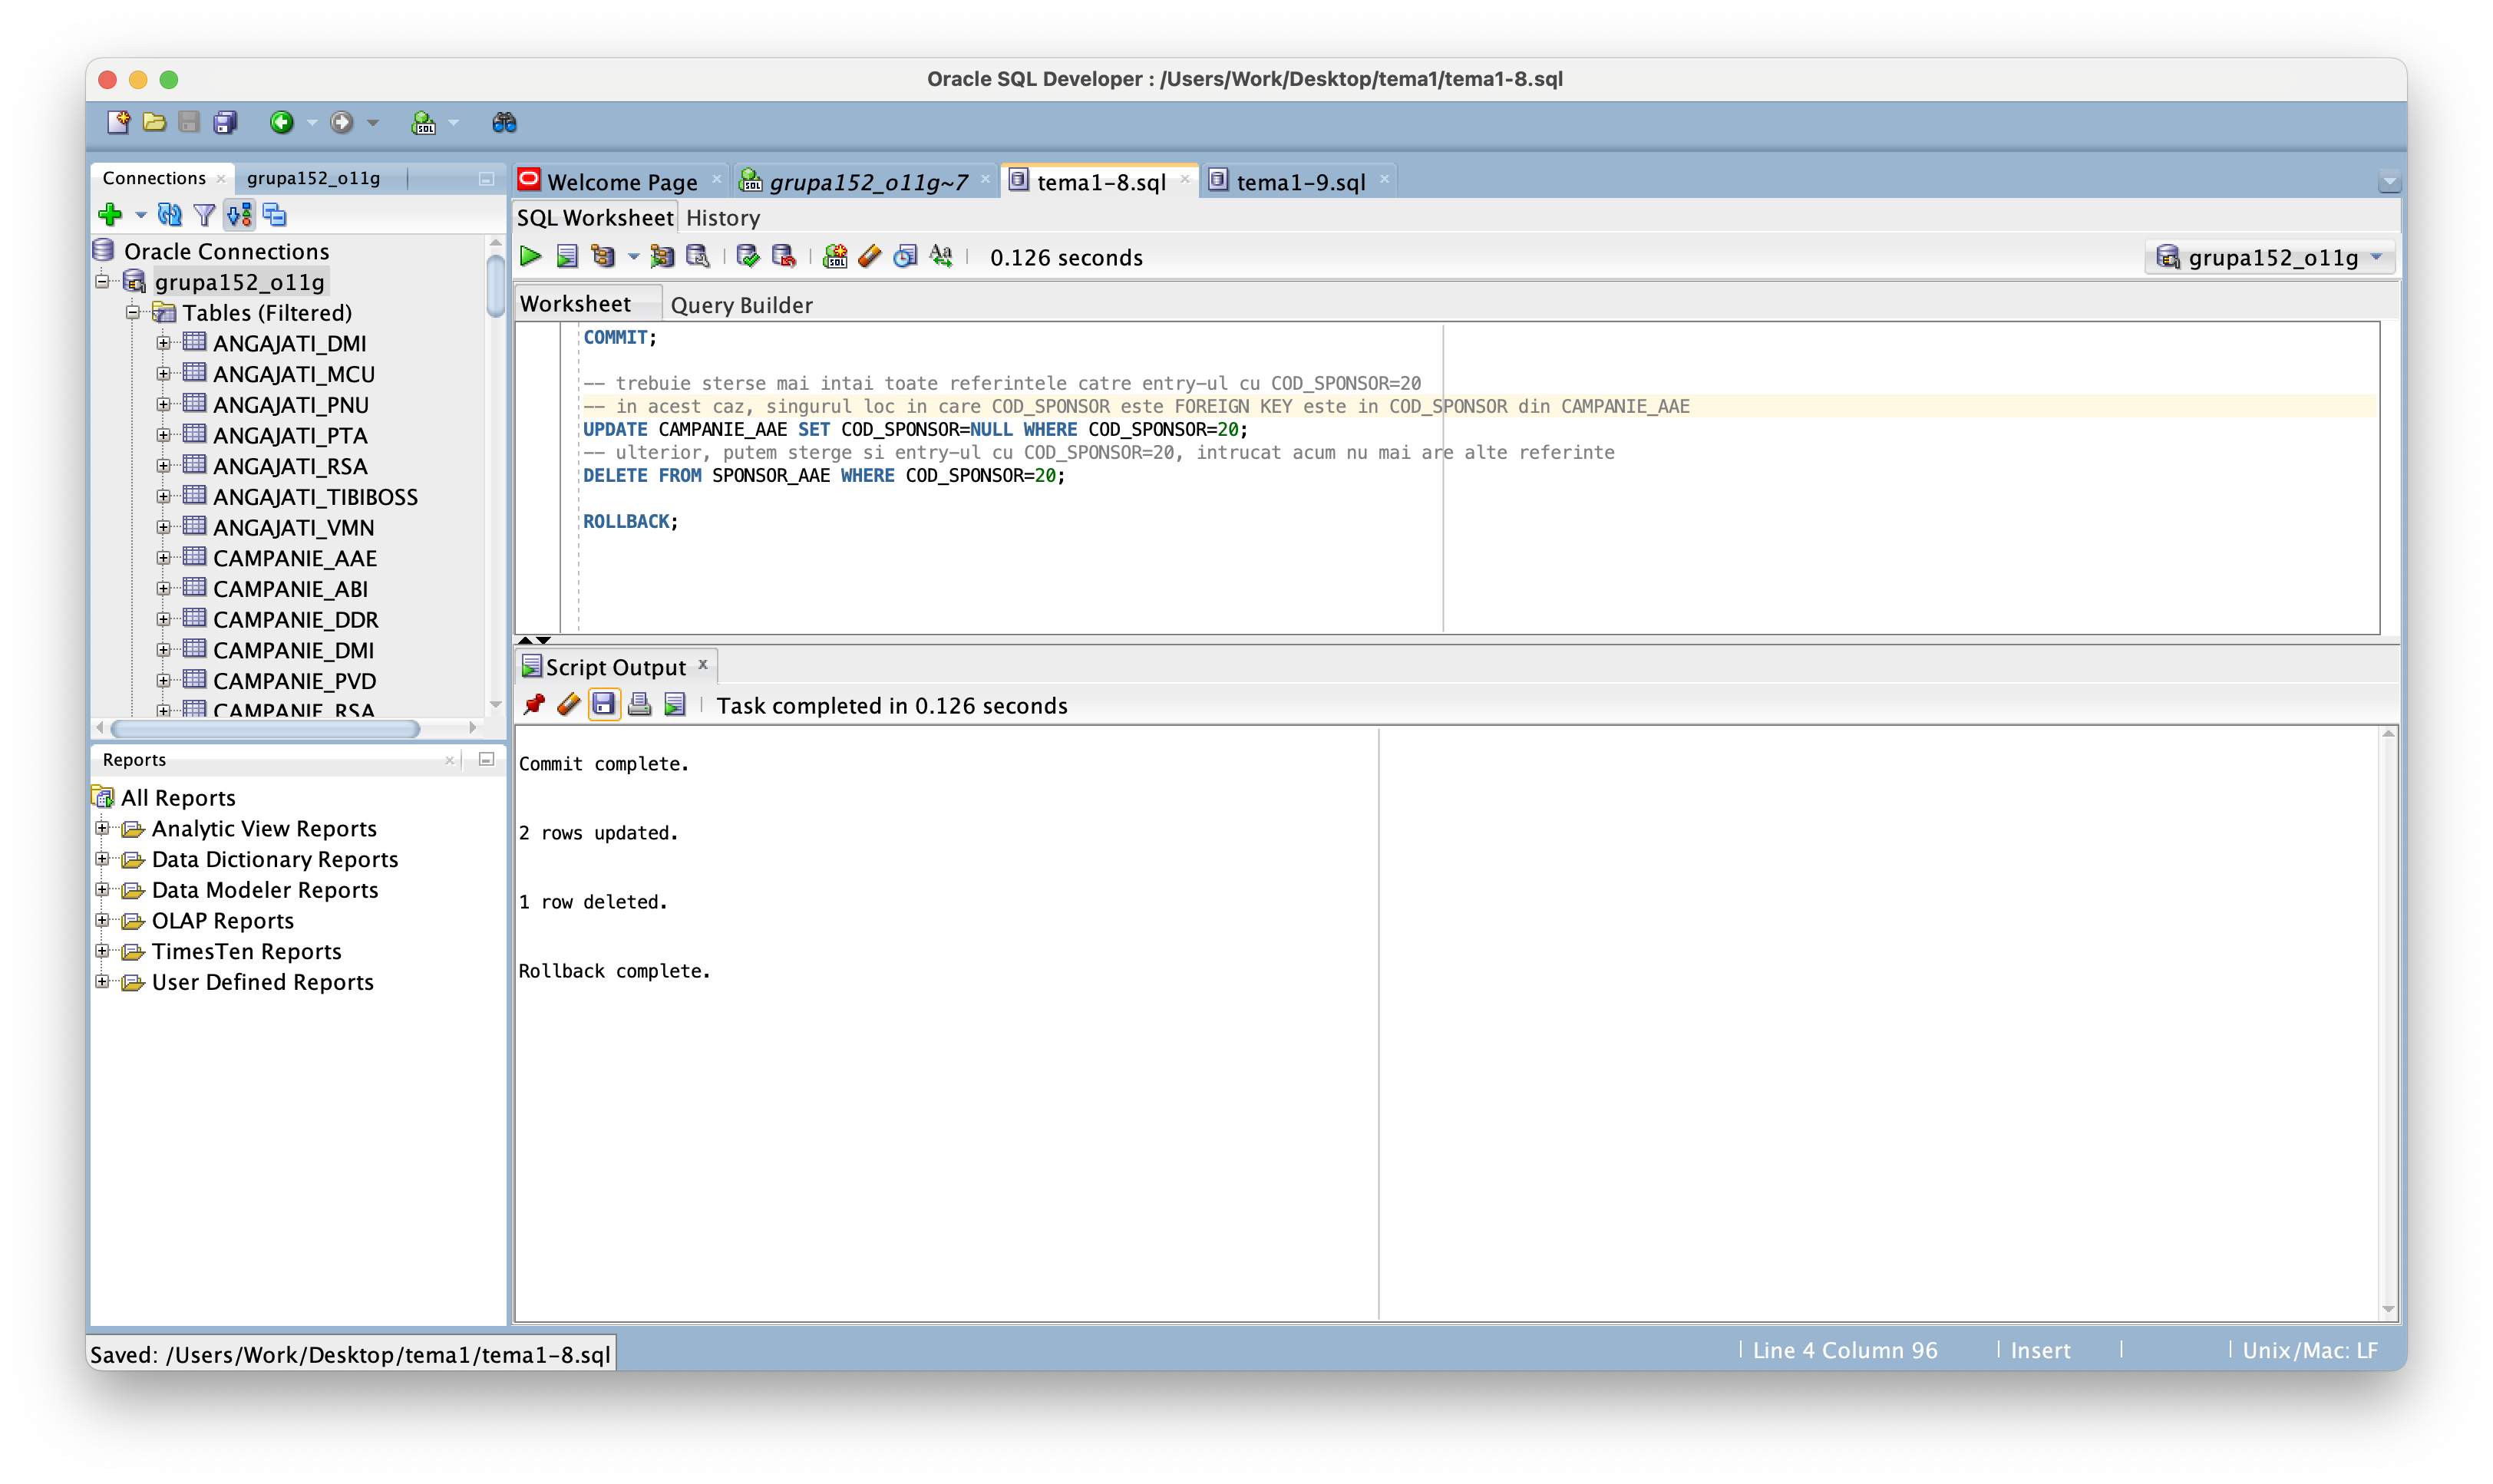 Oracle SQL Developer : /Users/Work/Desktop/tema1/tema1-8.sql
Connections
grupa152_o11g
Oracle Connections
grupa152_o11g
Tables (Filtered)
ANGAJATI_DMI
ANGAJATI_MCU
ANGAJATI_PNU
ANGAJATI_PTA
ANGAJATI_RSA
ANGAJATI_TIBIBOSS
ANGAJATI_VMN
CAMPANIE_AAE
CAMPANIE_ABI
CAMPANIE_DDR
CAMPANIE_DMI
CAMPANIE_PVD
CAMPANIE_RSA
Reports
All Reports
Analytic View Reports
Data Dictionary Reports
Data Modeler Reports
OLAP Reports
TimesTen Reports
User Defined Reports
Welcome Page
grupa152_o11g~7
tema1-8.sql
tema1-9.sql
SQL Worksheet
History
0.126 seconds
grupa152_o11g
Worksheet
Query Builder
COMMIT;
-- trebuie sterse mai intai toate referintele catre entry-ul cu COD_SPONSOR=20
-- in acest caz, singurul loc in care COD_SPONSOR este FOREIGN KEY este in COD_SPONSOR din CAMPANIE_AAE
UPDATE CAMPANIE_AAE SET COD_SPONSOR=NULL WHERE COD_SPONSOR=20;
-- ulterior, putem sterge si entry-ul cu COD_SPONSOR=20, intrucat acum nu mai are alte referinte
DELETE FROM SPONSOR_AAE WHERE COD_SPONSOR=20;
ROLLBACK;
Script Output
Task completed in 0.126 seconds
Commit complete.
2 rows updated.
1 row deleted.
Rollback complete.
Saved: /Users/Work/Desktop/tema1/tema1-8.sql
Line 4 Column 96
Insert
Unix/Mac: LF